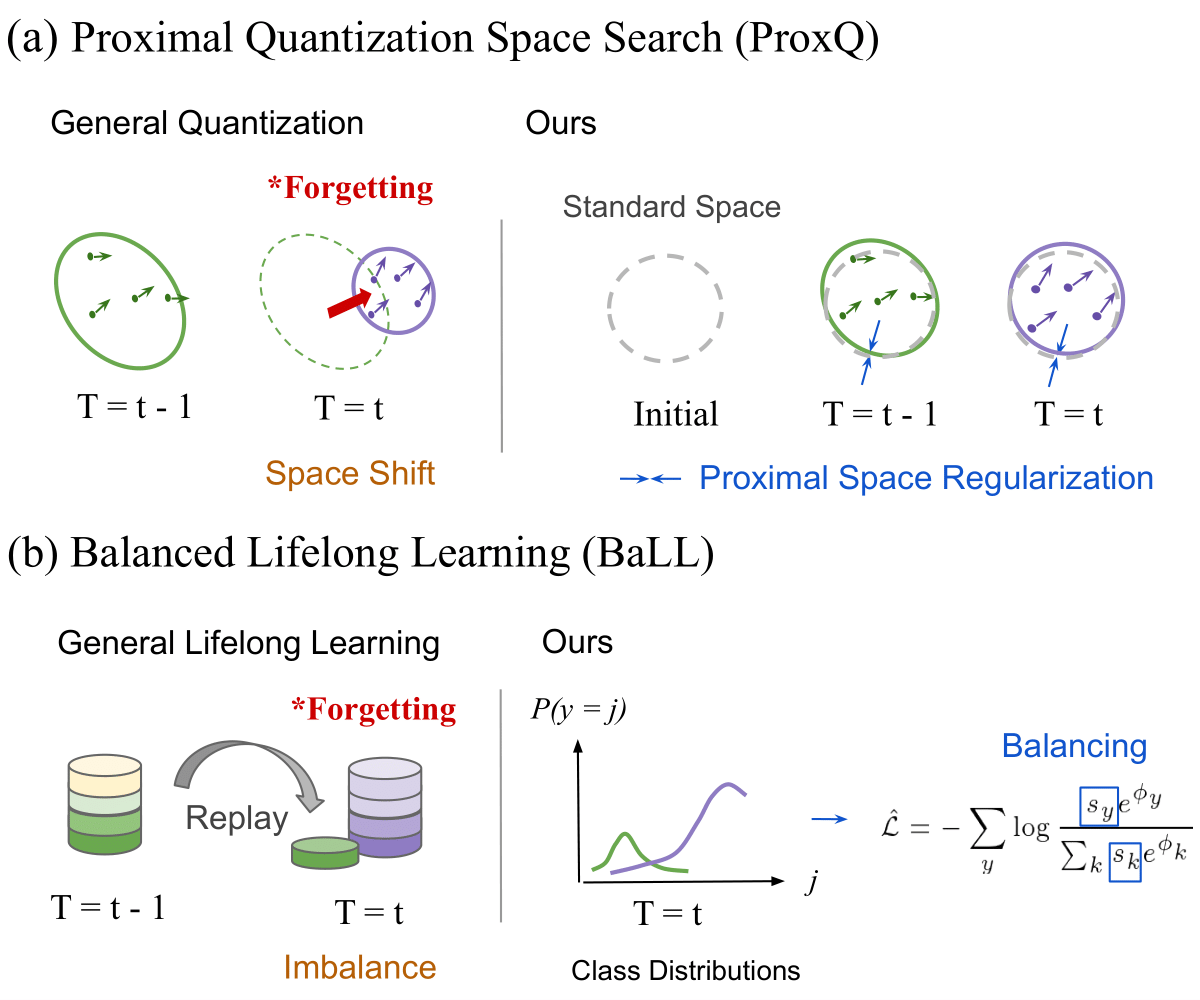 (a) Proximal Quantization Space Search (ProxQ)
General Quantization
Ours
*Forgetting
Standard Space
T = t - 1
T = t
Initial
T = t - 1
T = t
Space Shift
Proximal Space Regularization
(b) Balanced Lifelong Learning (BaLL)
General Lifelong Learning
Ours
*Forgetting
P(y = j)
Balancing
Replay
$\hat{\mathcal{L}} = -\sum_{y} \log \frac{s_y e^{\phi_y}}{\sum_k s_k e^{\phi_k}}$
j
T = t - 1
T = t
T = t
Imbalance
Class Distributions